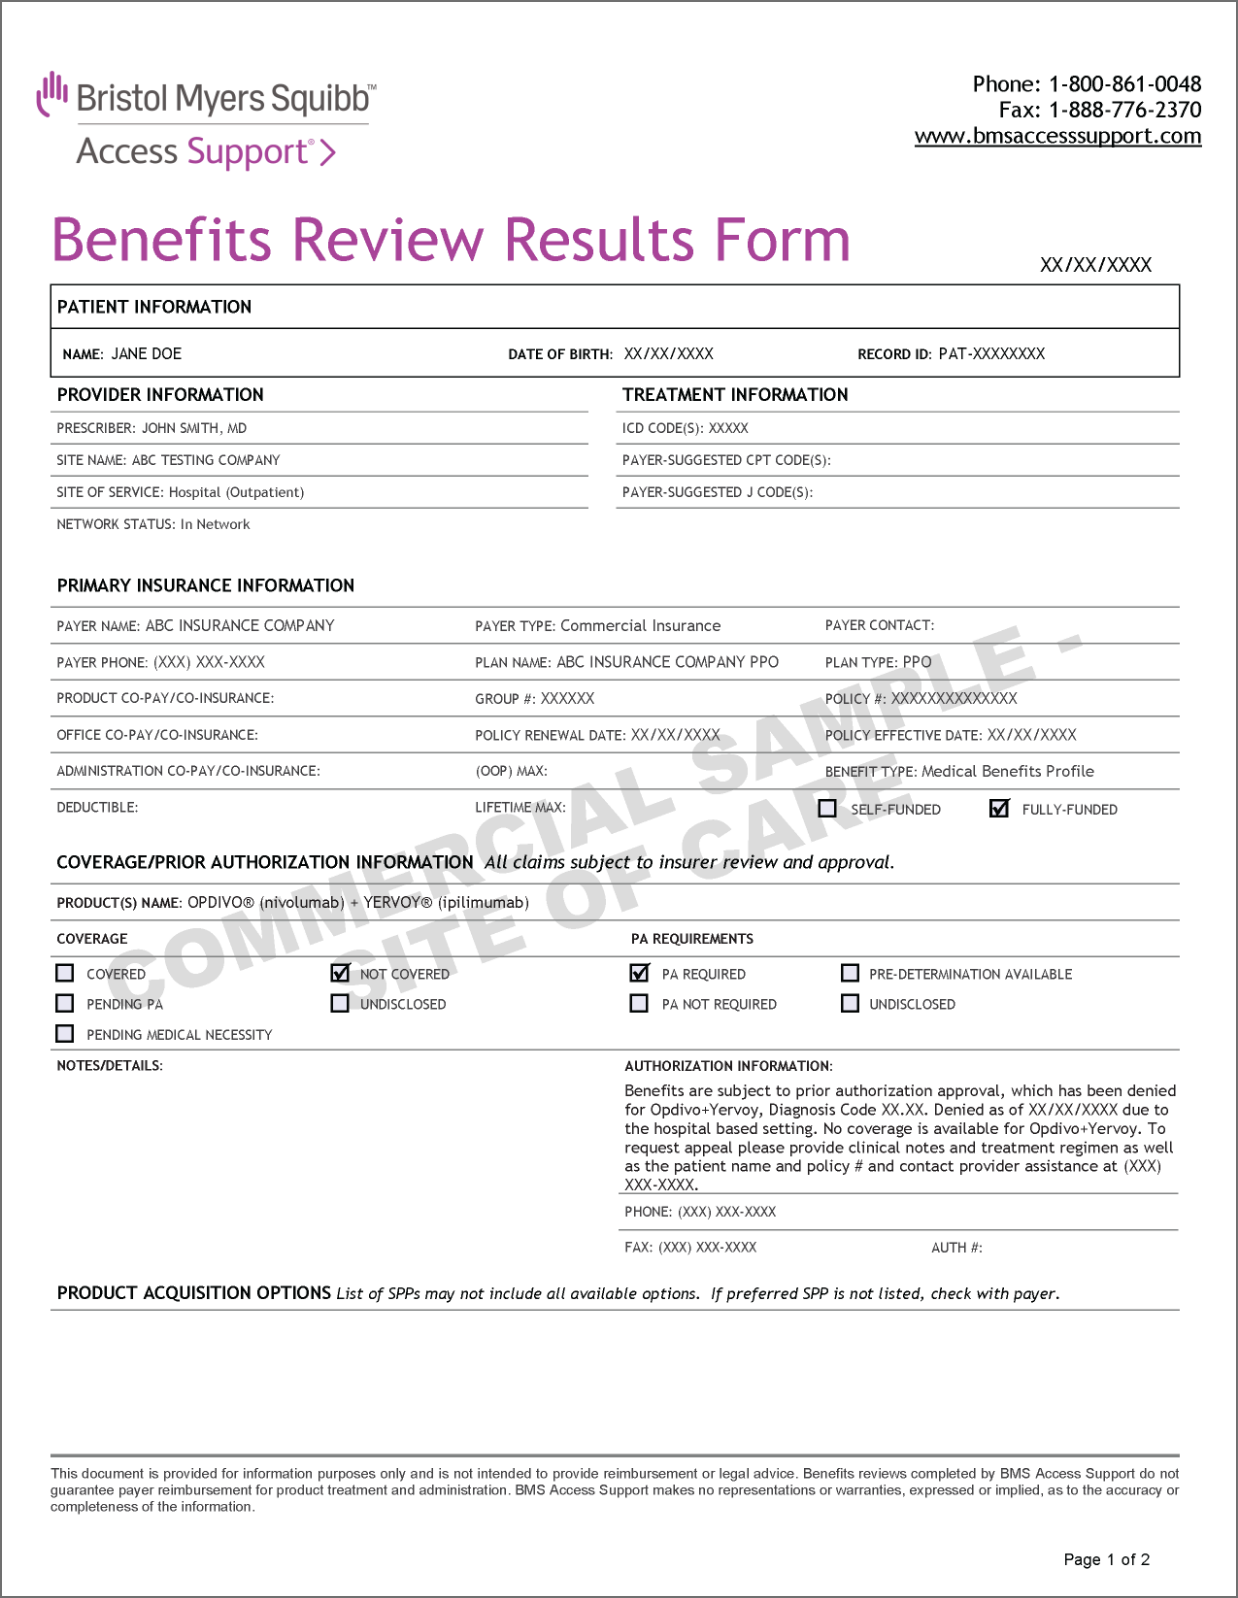 Bristol Myers Squibb™
Access Support®
Phone: 1-800-861-0048
Fax: 1-888-776-2370
www.bmsaccesssupport.com
Benefits Review Results Form
XX/XX/XXXX
PATIENT INFORMATION
NAME: JANE DOE DATE OF BIRTH: XX/XX/XXXX RECORD ID: PAT-XXXXXXXX
PROVIDER INFORMATION
PRESCRIBER: JOHN SMITH, MD
SITE NAME: ABC TESTING COMPANY
SITE OF SERVICE: Hospital (Outpatient)
NETWORK STATUS: In Network
TREATMENT INFORMATION
ICD CODE(S): XXXXX
PAYER-SUGGESTED CPT CODE(S):
PAYER-SUGGESTED J CODE(S):
PRIMARY INSURANCE INFORMATION
PAYER NAME: ABC INSURANCE COMPANY PAYER TYPE: Commercial Insurance PAYER CONTACT:
PAYER PHONE: (XXX) XXX-XXXX PLAN NAME: ABC INSURANCE COMPANY PPO PLAN TYPE: PPO
PRODUCT CO-PAY/CO-INSURANCE: GROUP #: XXXXXX POLICY #: XXXXXXXXXXXXXX
OFFICE CO-PAY/CO-INSURANCE: POLICY RENEWAL DATE: XX/XX/XXXX POLICY EFFECTIVE DATE: XX/XX/XXXX
ADMINISTRATION CO-PAY/CO-INSURANCE: (OOP) MAX: BENEFIT TYPE: Medical Benefits Profile
DEDUCTIBLE: LIFETIME MAX: SELF-FUNDED FULLY-FUNDED
COMMERCIAL SAMPLE -
SITE OF CARE
COVERAGE/PRIOR AUTHORIZATION INFORMATION All claims subject to insurer review and approval.
PRODUCT(S) NAME: OPDIVO® (nivolumab) + YERVOY® (ipilimumab)
COVERAGE PA REQUIREMENTS
COVERED NOT COVERED PA REQUIRED PRE-DETERMINATION AVAILABLE
PENDING PA UNDISCLOSED PA NOT REQUIRED UNDISCLOSED
PENDING MEDICAL NECESSITY
NOTES/DETAILS:
AUTHORIZATION INFORMATION:
Benefits are subject to prior authorization approval, which has been denied
for Opdivo+Yervoy, Diagnosis Code XX.XX. Denied as of XX/XX/XXXX due to
the hospital based setting. No coverage is available for Opdivo+Yervoy. To
request appeal please provide clinical notes and treatment regimen as well
as the patient name and policy # and contact provider assistance at (XXX)
XXX-XXXX.
PHONE: (XXX) XXX-XXXX
FAX: (XXX) XXX-XXXX AUTH #:
PRODUCT ACQUISITION OPTIONS List of SPPs may not include all available options. If preferred SPP is not listed, check with payer.
This document is provided for information purposes only and is not intended to provide reimbursement or legal advice. Benefits reviews completed by BMS Access Support do not
guarantee payer reimbursement for product treatment and administration. BMS Access Support makes no representations or warranties, expressed or implied, as to the accuracy or
completeness of the information.
Page 1 of 2